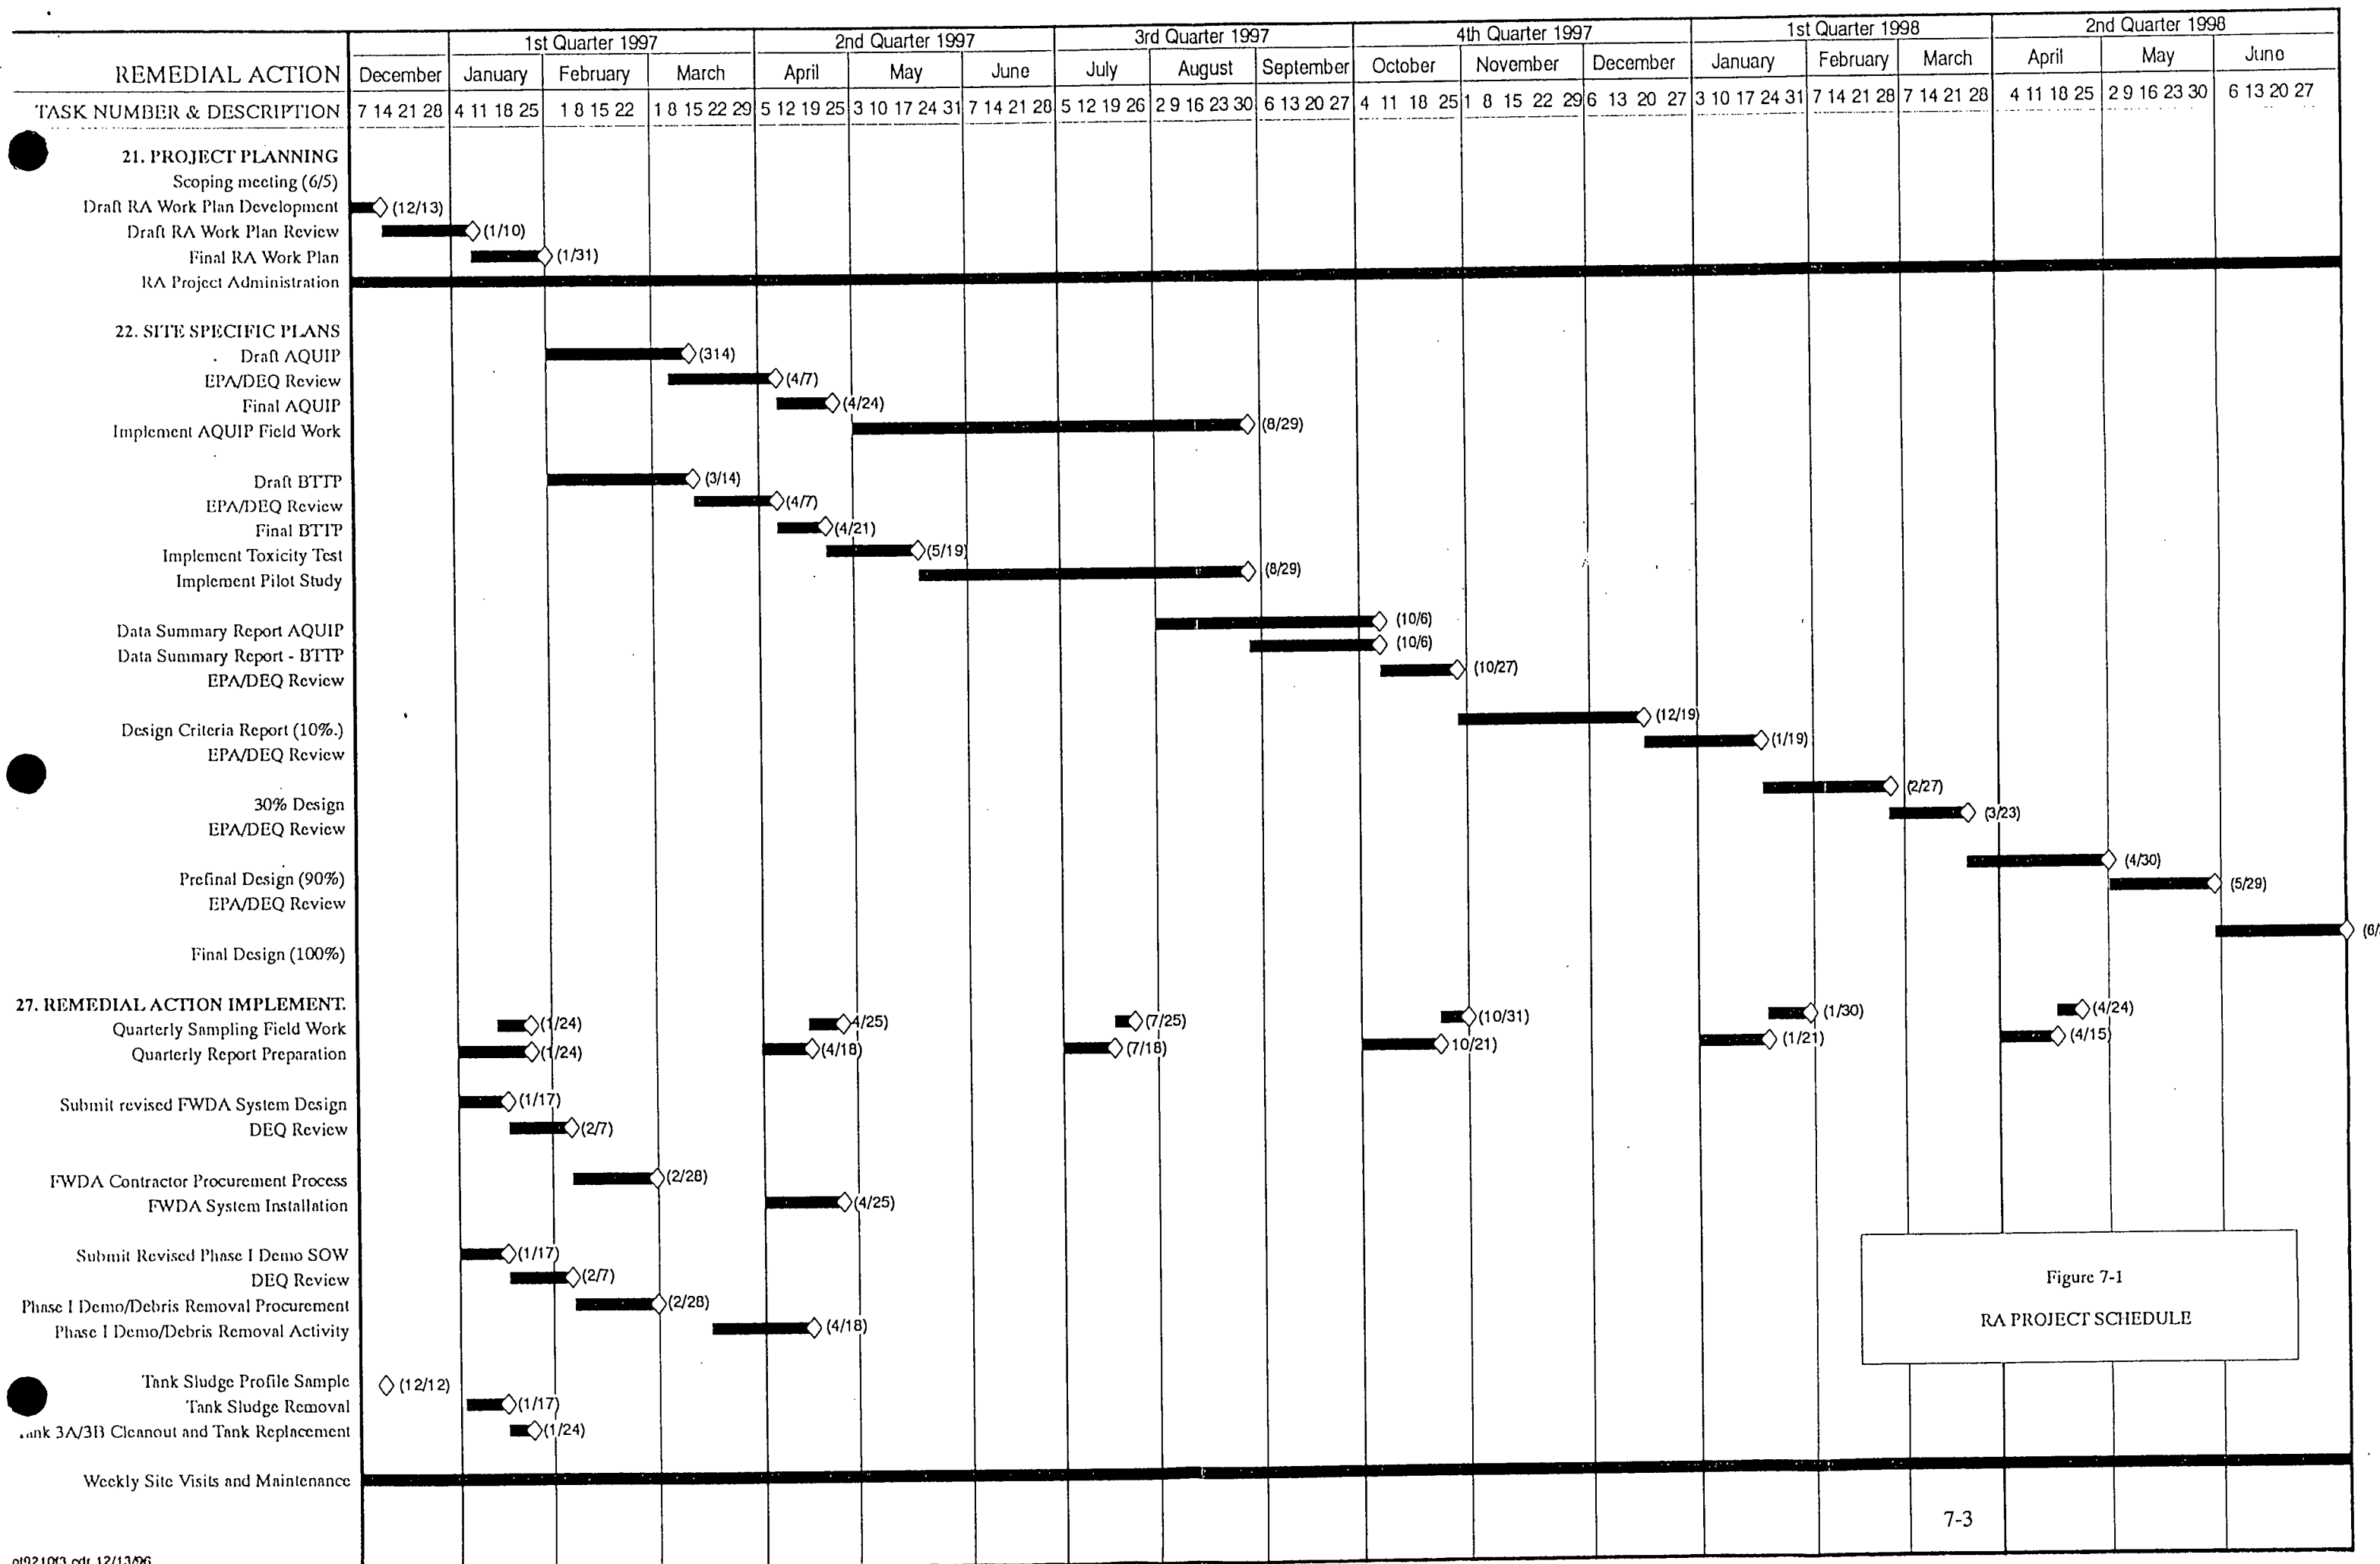 1st Quarter 1997 2nd Quarter 1997 3rd Quarter 1997 4th Quarter 1997 1st Quarter 1998 2nd Quarter 1998
REMEDIAL ACTION December January February March April May June July August September October November December January February March April May June
TASK NUMBER & DESCRIPTION 7 14 21 28 4 11 18 25 1 8 15 22 1 8 15 22 29 5 12 19 25 3 10 17 24 31 7 14 21 28 5 12 19 26 2 9 16 23 30 6 13 20 27 4 11 18 25 1 8 15 22 29 6 13 20 27 3 10 17 24 31 7 14 21 28 7 14 21 28 4 11 18 25 2 9 16 23 30 6 13 20 27
21. PROJECT PLANNING
Scoping meeting (6/5)
Draft RA Work Plan Development (12/13)
Draft RA Work Plan Review (1/10)
Final RA Work Plan (1/31)
RA Project Administration
22. SITE SPECIFIC PLANS
Draft AQUIP (314)
EPA/DEQ Review (4/7)
Final AQUIP (4/24)
Implement AQUIP Field Work (8/29)
Draft BTTP (3/14)
EPA/DEQ Review (4/7)
Final BTTP (4/21)
Implement Toxicity Test (5/19)
Implement Pilot Study (8/29)
Data Summary Report AQUIP (10/6)
Data Summary Report - BTTP (10/6)
EPA/DEQ Review (10/27)
Design Criteria Report (10%.) (12/19)
EPA/DEQ Review (1/19)
30% Design (2/27)
EPA/DEQ Review (3/23)
Prefinal Design (90%) (4/30)
EPA/DEQ Review (5/29)
Final Design (100%) (6/
27. REMEDIAL ACTION IMPLEMENT.
Quarterly Sampling Field Work (1/24) 4/25) (7/25) (10/31) (1/30) (4/24)
Quarterly Report Preparation (1/24) (4/18) (7/18) 10/21) (1/21) (4/15)
Submit revised FWDA System Design (1/17)
DEQ Review (2/7)
FWDA Contractor Procurement Process (2/28)
FWDA System Installation (4/25)
Submit Revised Phase I Demo SOW (1/17)
DEQ Review (2/7)
Phase I Demo/Debris Removal Procurement (2/28)
Phase I Demo/Debris Removal Activity (4/18)
Tank Sludge Profile Sample (12/12)
Tank Sludge Removal (1/17)
ank 3A/3B Cleanout and Tank Replacement (1/24)
Weekly Site Visits and Maintenance
Figure 7-1
RA PROJECT SCHEDULE
7-3
12/13/96